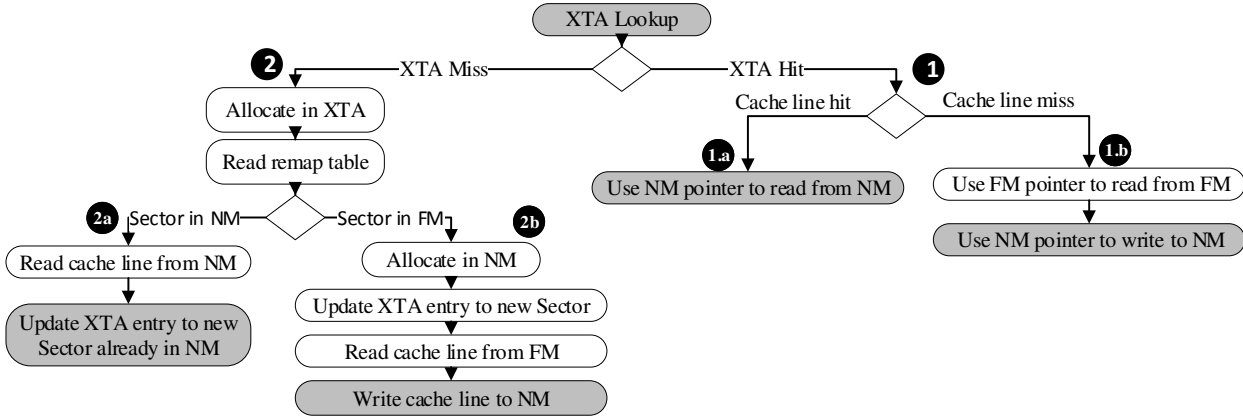 XTA Lookup
2
XTA Miss
XTA Hit
1
Allocate in XTA
Cache line hit
Cache line miss
Read remap table
1.a
1.b
Use NM pointer to read from NM
Use FM pointer to read from FM
2a
Sector in NM
Sector in FM
2b
Use NM pointer to write to NM
Read cache line from NM
Allocate in NM
Update XTA entry to new
Sector already in NM
Update XTA entry to new Sector
Read cache line from FM
Write cache line to NM